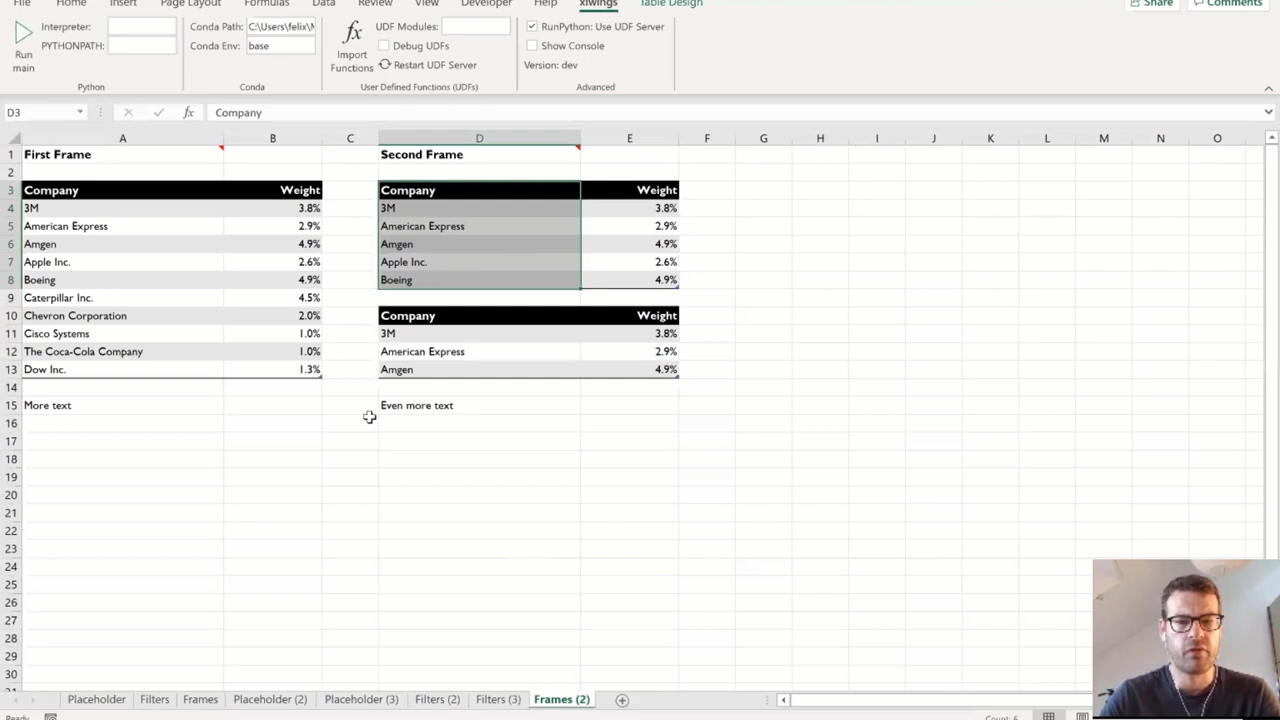 File Home Insert Page Layout Formulas Data Review View Developer Help xlwings Table Design Share Comments
Interpreter: Conda Path: C:\Users\felix\ UDF Modules: RunPython: Use UDF Server
PYTHONPATH: Conda Env: base Debug UDFs Show Console
Run main Import Functions Restart UDF Server Version: dev
Python Conda User Defined Functions (UDFs) Advanced
D3 fx Company
A B C D E F G H I J K L M N O
1 First Frame Second Frame
2
3 Company Weight Company Weight
4 3M 3.8% 3M 3.8%
5 American Express 2.9% American Express 2.9%
6 Amgen 4.9% Amgen 4.9%
7 Apple Inc. 2.6% Apple Inc. 2.6%
8 Boeing 4.9% Boeing 4.9%
9 Caterpillar Inc. 4.5%
10 Chevron Corporation 2.0% Company Weight
11 Cisco Systems 1.0% 3M 3.8%
12 The Coca-Cola Company 1.0% American Express 2.9%
13 Dow Inc. 1.3% Amgen 4.9%
14
15 More text Even more text
16
17
18
19
20
21
22
23
24
25
26
27
28
29
30
Placeholder Filters Frames Placeholder (2) Placeholder (3) Filters (2) Filters (3) Frames (2)
Ready Count: 6